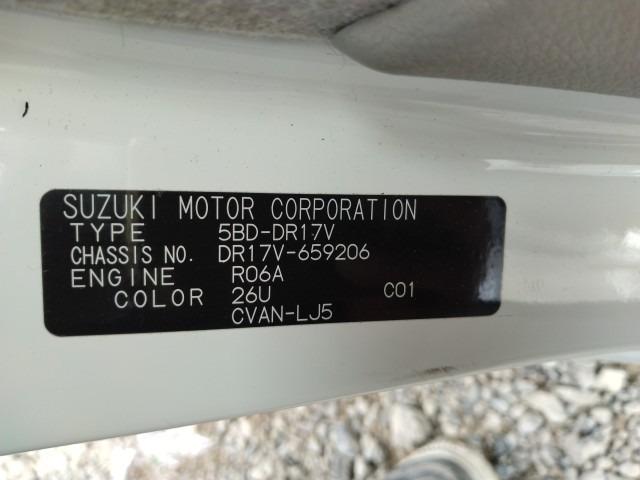 SUZUKI MOTOR CORPORATION
TYPE 5BD-DR17V
CHASSIS NO. DR17V-659206
ENGINE R06A
COLOR 26U C01
CVAN-LJ5